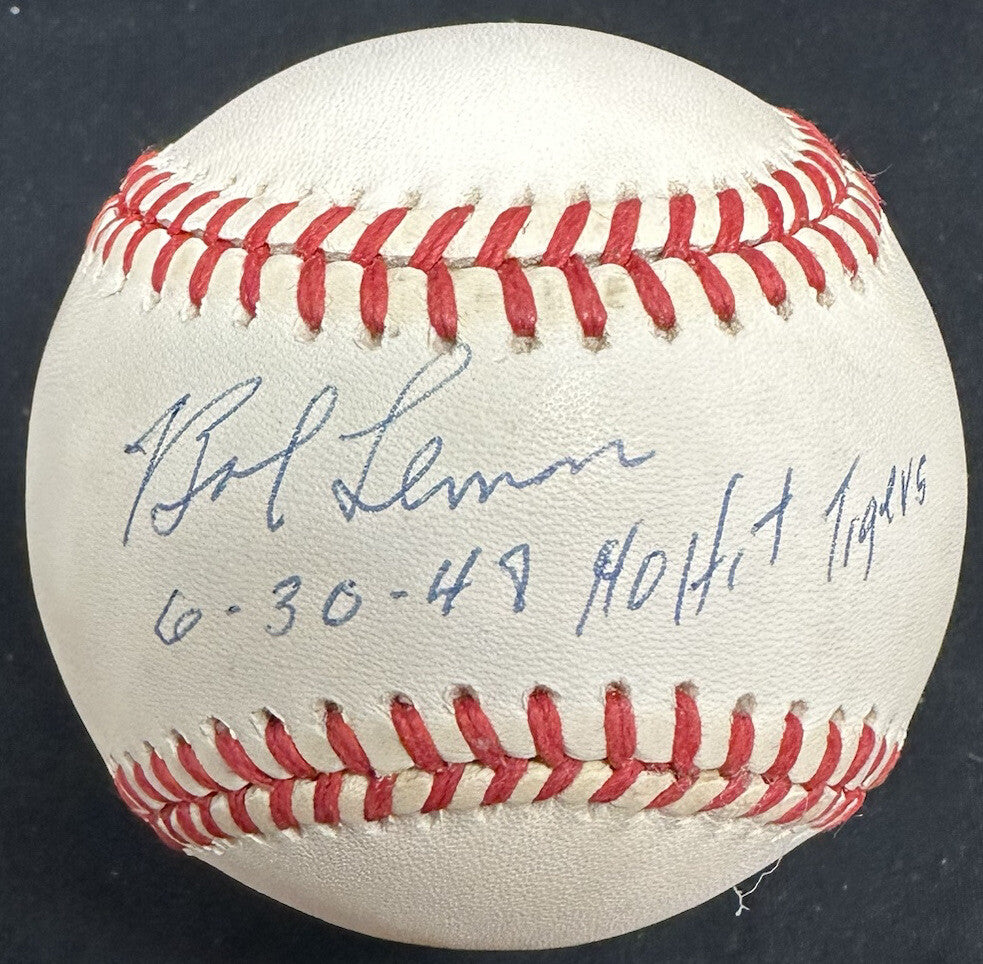 Bob Lemon
6-30-48 No Hit Tigers